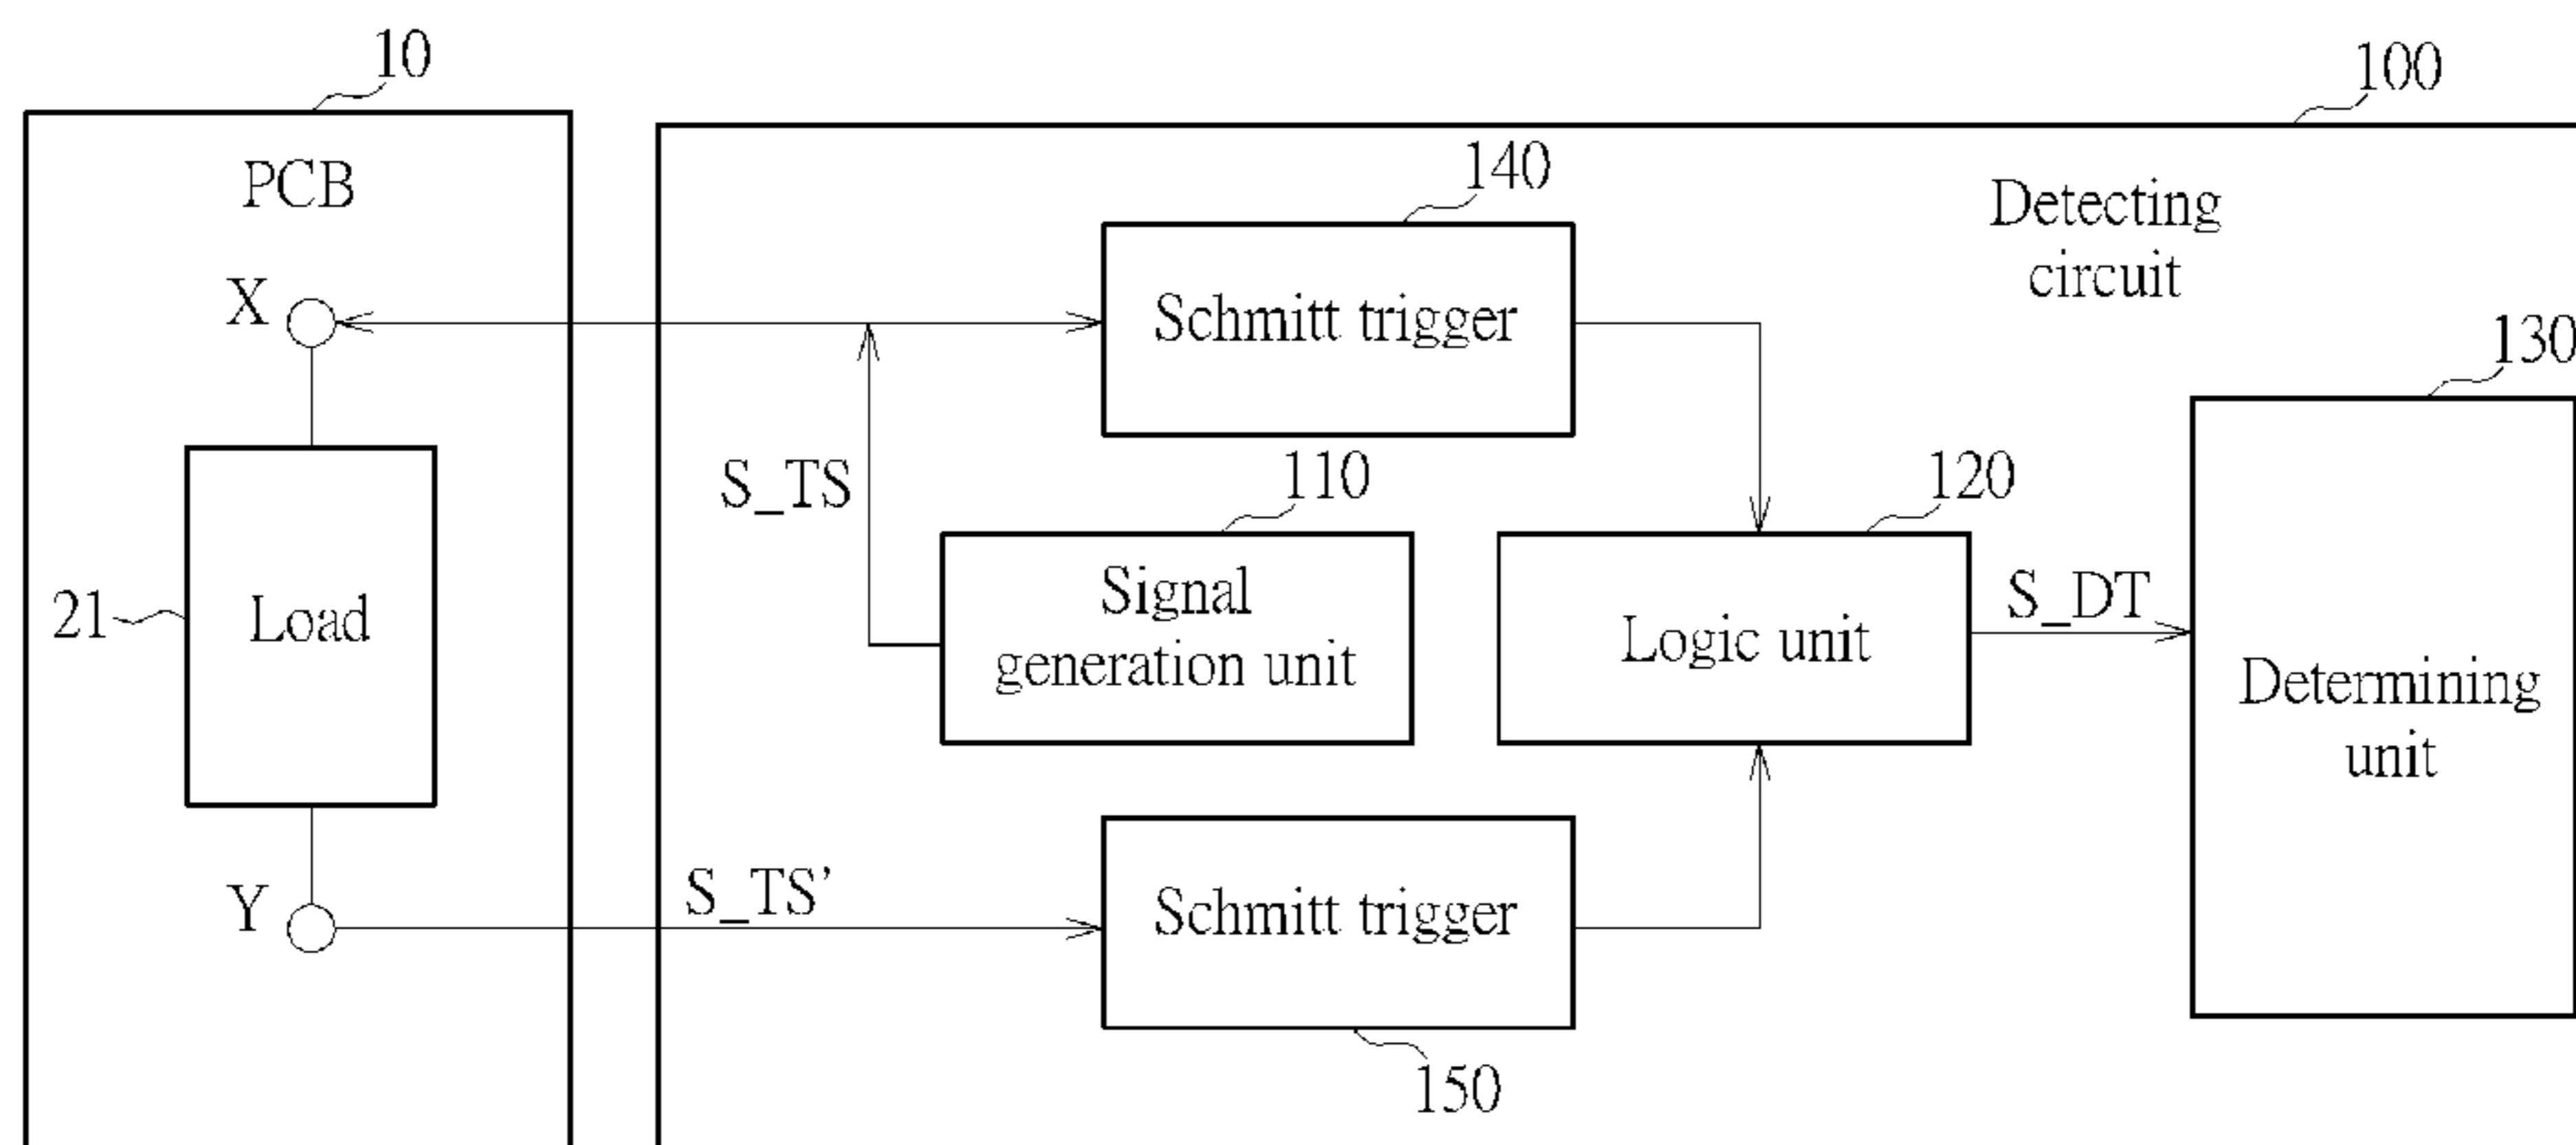 10
100
PCB
140
Detecting
circuit
X
Schmitt trigger
130
S_TS
110
120
21
Load
Signal
generation unit
Logic unit
S_DT
Determining
unit
Y
S_TS’
Schmitt trigger
150